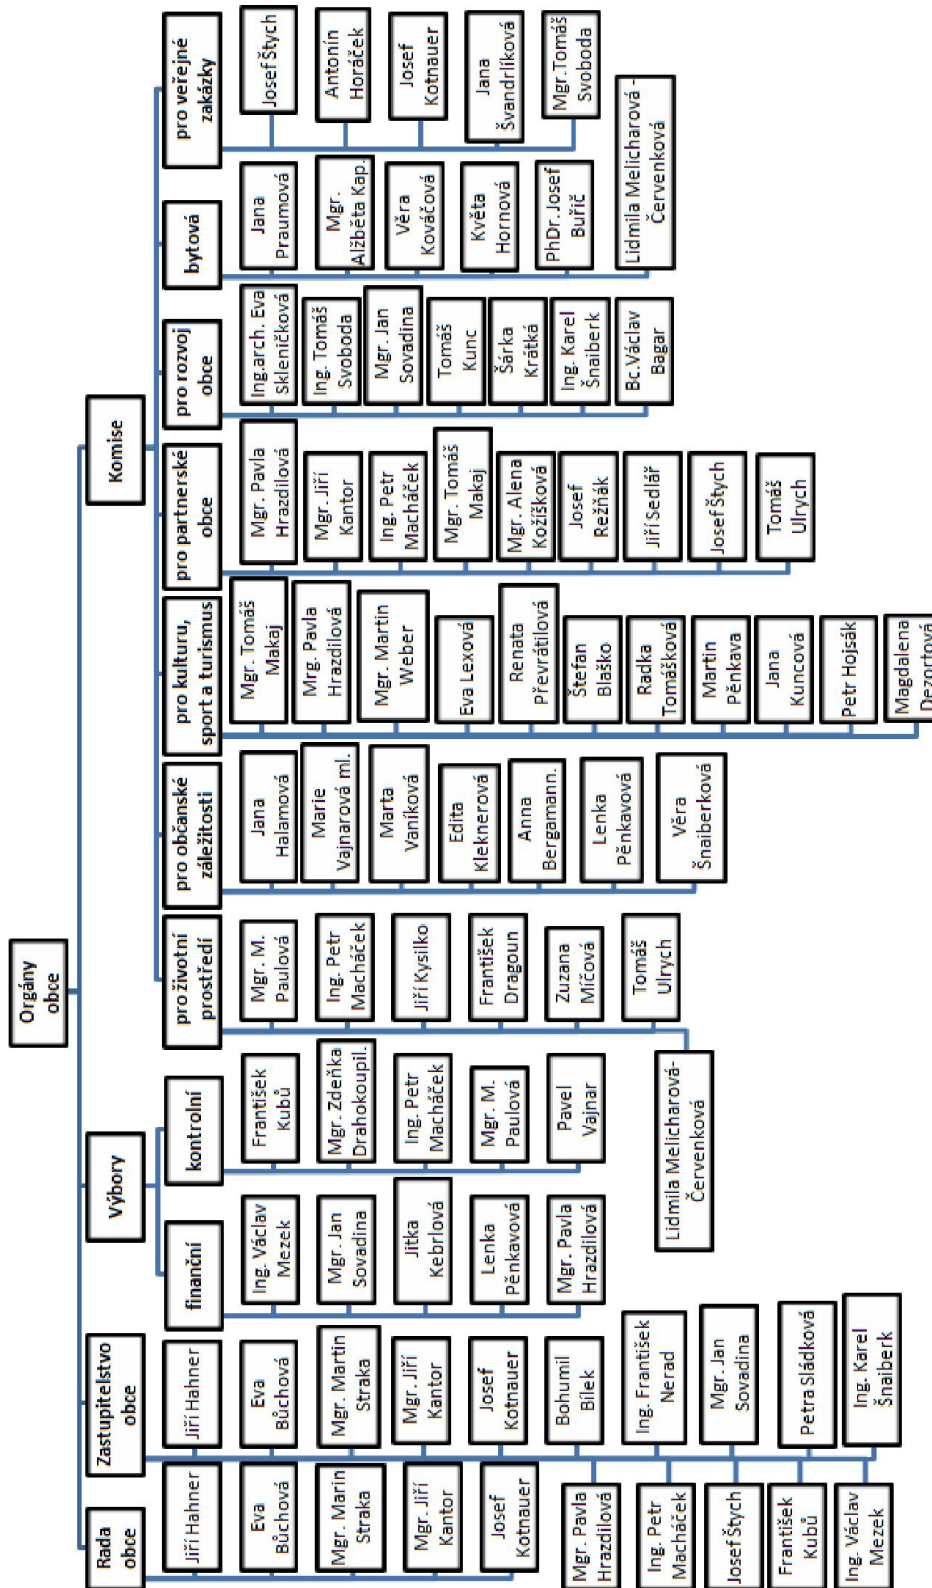 Orgány
obce
Rada
obce
Jiří Hahner
Eva
Bůchová
Mgr. Marin
Straka
Mgr. Jiří
Kantor
Josef
Kotnauer
Zastupitelstvo
obce
Jiří Hahner
Eva
Bůchová
Mgr. Martin
Straka
Mgr. Jiří
Kantor
Josef
Kotnauer
Bohumil
Bílek
Ing. František
Nerad
Mgr. Jan
Sovadina
Petra Sládková
Ing. Karel
Šnaiberk
Mgr. Pavla
Hrazdilová
Ing. Petr
Macháček
Josef Štych
František
Kubů
Ing. Václav
Mezek
Výbory
finanční
Ing. Václav
Mezek
Mgr. Jan
Sovadina
Jitka
Kebrlová
Lenka
Pěnkavová
Mgr. Pavla
Hrazdilová
kontrolní
František
Kubů
Mgr. Zdeňka
Drahokoupil.
Ing. Petr
Macháček
Mgr. M.
Paulová
Pavel
Vajnar
Komise
pro životní
prostředí
Mgr. M.
Paulová
Ing. Petr
Macháček
Jiří Kysilko
František
Dragoun
Zuzana
Míčová
Tomáš
Ulrych
Lidmila Melicharová-
Červenková
pro občanské
záležitosti
Jana
Halamová
Marie
Vajnarová ml.
Marta
Vaníková
Edita
Kleknerová
Anna
Bergamann.
Lenka
Pěnkavová
Věra
Šnaiberková
pro kulturu,
sport a turismus
Mgr. Tomáš
Makaj
Mrg. Pavla
Hrazdilová
Mgr. Martin
Weber
Eva Lexová
Renata
Převrátilová
Štefan
Blaško
Radka
Tomášková
Martin
Pěnkava
Jana
Kuncová
Petr Hojsák
Magdalena
Dezortová
pro partnerské
obce
Mgr. Pavla
Hrazdilová
Mgr. Jiří
Kantor
Ing. Petr
Macháček
Mgr. Tomáš
Makaj
Mgr. Alena
Kožíšková
Josef
Režňák
Jiří Sedlář
Josef Štych
Tomáš
Ulrych
pro rozvoj
obce
Ing.arch. Eva
Skleničková
Ing. Tomáš
Svoboda
Mgr. Jan
Sovadina
Tomáš
Kunc
Šárka
Krátká
Ing. Karel
Šnaiberk
Bc.Václav
Bagar
bytová
Jana
Praumová
Mgr.
Alžběta Kap.
Věra
Kováčová
Květa
Hornová
PhDr. Josef
Buřič
Lidmila Melicharová -
Červenková
pro veřejné
zakázky
Josef Štych
Antonín
Horáček
Josef
Kotnauer
Jana
Švandrlíková
Mgr.Tomáš
Svoboda